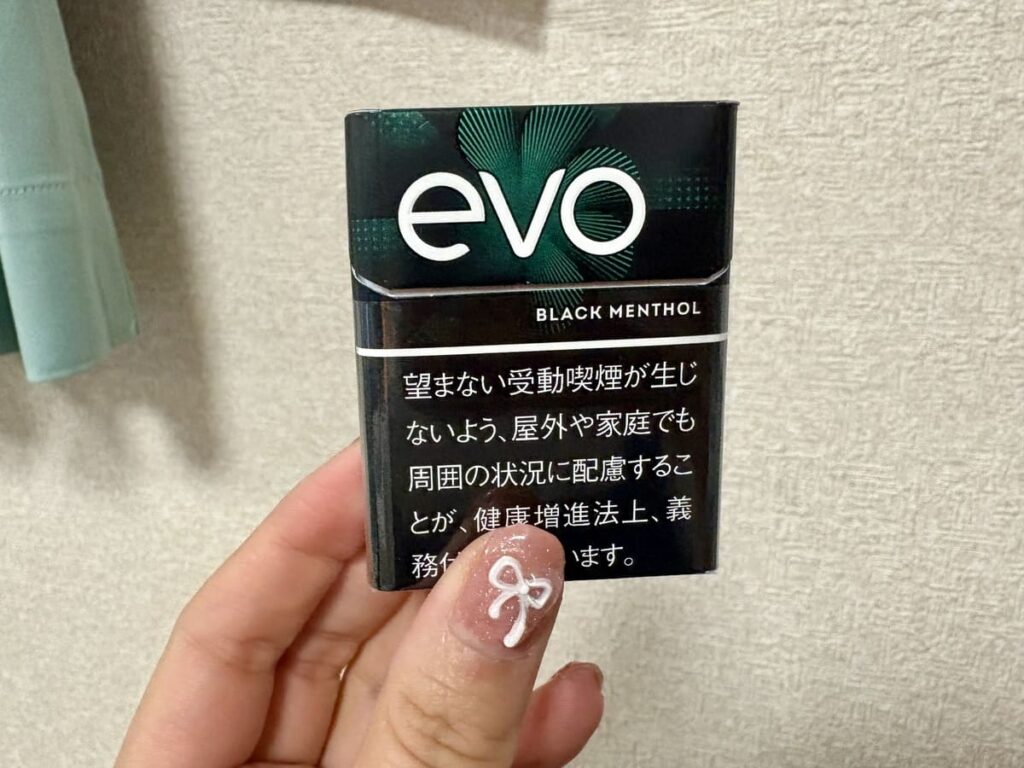 evo
BLACK MENTHOL
望まない受動喫煙が生じ
ないよう、屋外や家庭でも
周囲の状況に配慮するこ
とが、健康増進法上、義
務付 います。